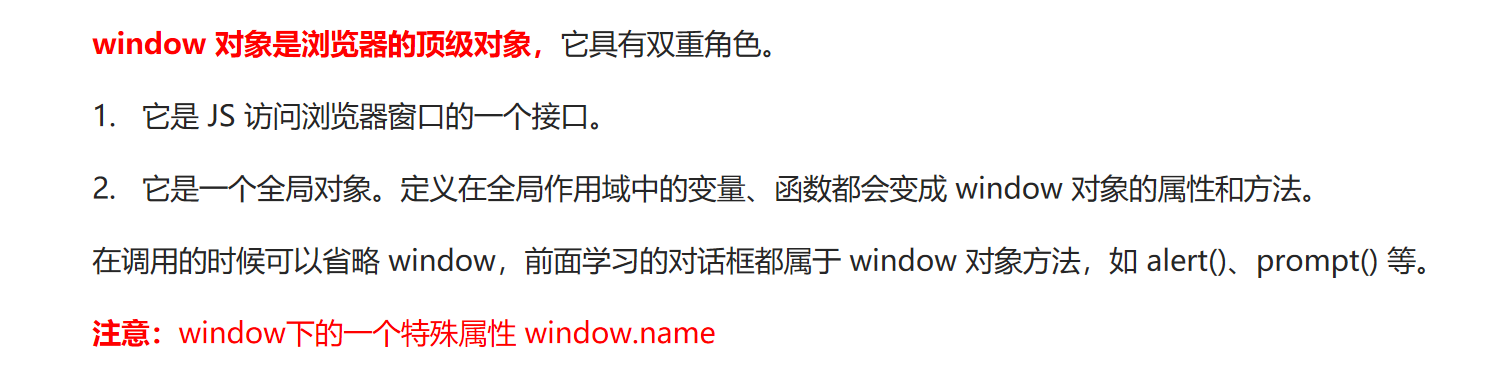 window 对象是浏览器的顶级对象，它具有双重角色。
1. 它是 JS 访问浏览器窗口的一个接口。
2. 它是一个全局对象。定义在全局作用域中的变量、函数都会变成 window 对象的属性和方法。
在调用的时候可以省略 window，前面学习的对话框都属于 window 对象方法，如 alert()、prompt() 等。
注意：window下的一个特殊属性 window.name